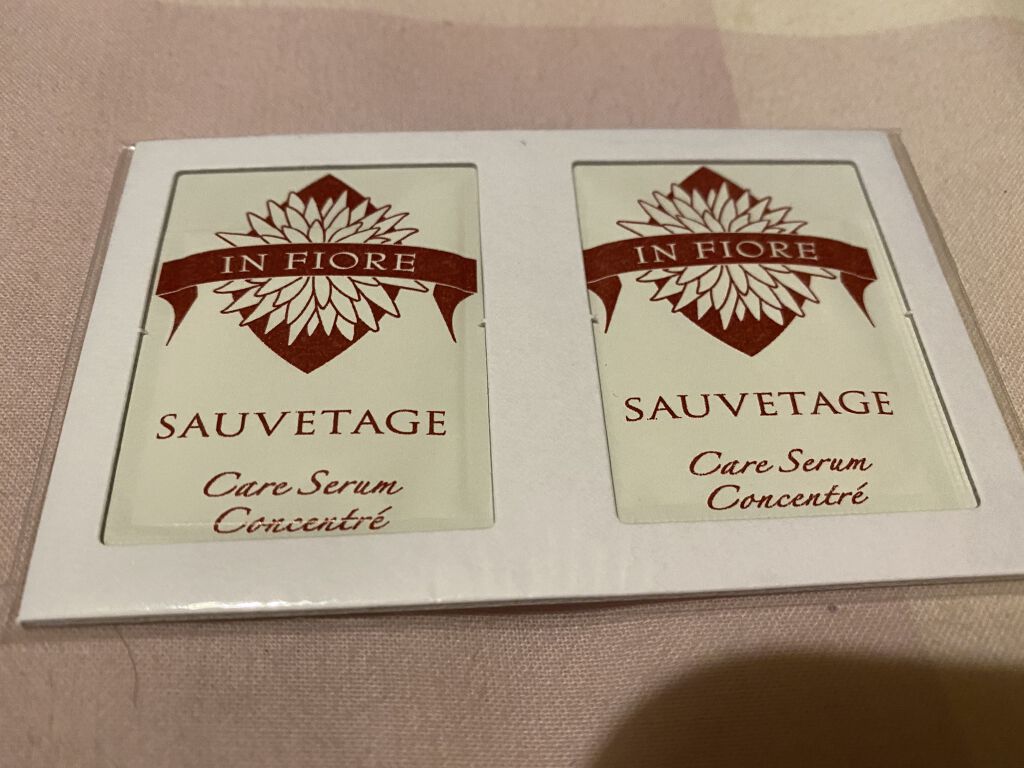 IN FIORE
SAUVETAGE
Care Serum
Concentré
IN FIORE
SAUVETAGE
Care Serum
Concentré